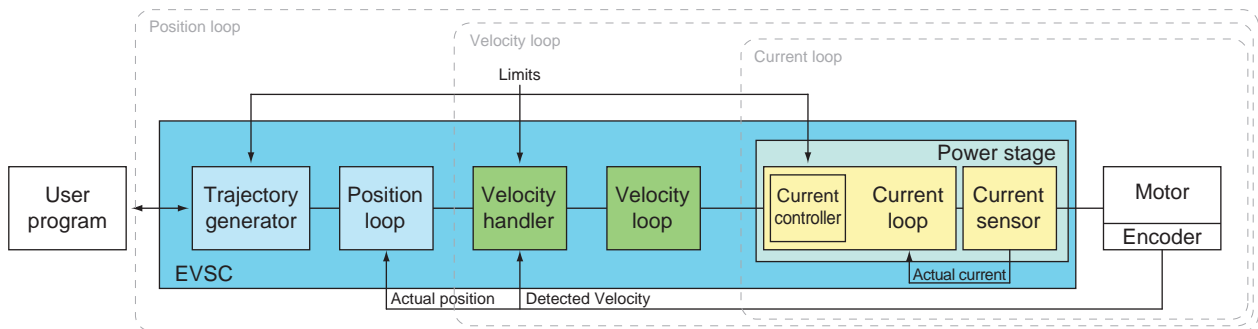 Position loop
Velocity loop
Current loop
Limits
Power stage
User
program
Trajectory
generator
Position
loop
Velocity
handler
Velocity
loop
Current
controller
Current
loop
Current
sensor
Motor
Encoder
EVSC
Actual current
Actual position
Detected Velocity